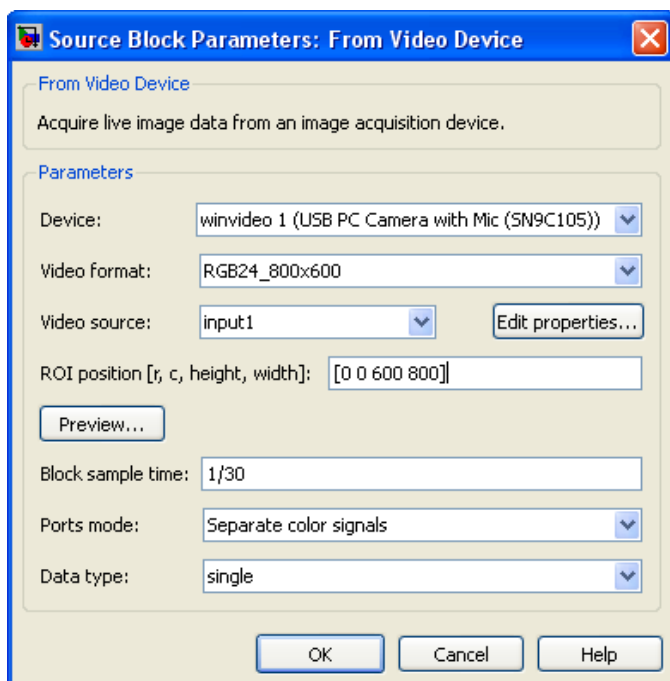 Source Block Parameters: From Video Device
From Video Device
Acquire live image data from an image acquisition device.
Parameters
Device: winvideo 1 (USB PC Camera with Mic (SN9C105))
Video format: RGB24_800x600
Video source: input1 Edit properties...
ROI position [r, c, height, width]: [0 0 600 800]
Preview...
Block sample time: 1/30
Ports mode: Separate color signals
Data type: single
OK Cancel Help